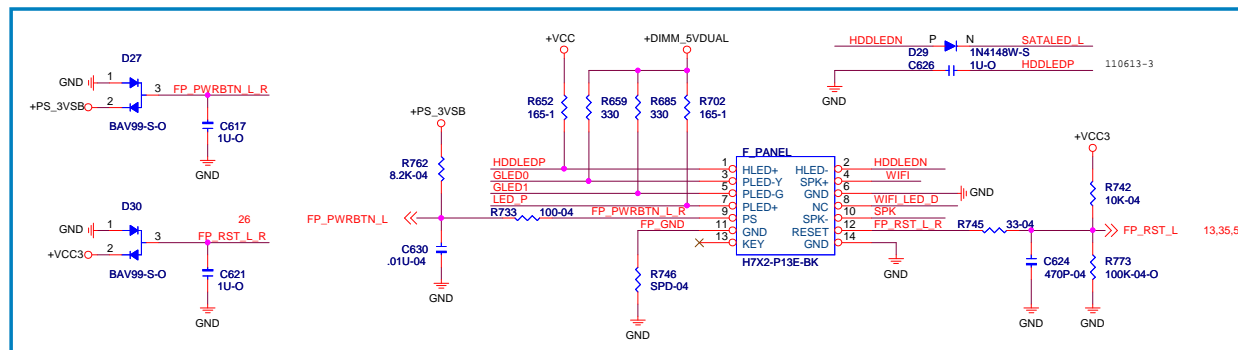 D27
GND
1
3
FP_PWRBTN_L_R
+PS_3VSB
2
BAV99-S-O
C617
1U-O
GND
D30
GND
1
3
26
FP_RST_L_R
+VCC3
2
BAV99-S-O
C621
1U-O
GND
+VCC
+DIMM_5VDUAL
R652
165-1
R659
330
R685
330
R702
165-1
+PS_3VSB
R762
8.2K-04
HDDLEDP
GLED0
GLED1
LED_P
FP_PWRBTN_L
R733
100-04
FP_PWRBTN_L_R
FP_GND
C630
.01U-04
GND
R746
SPD-04
GND
F_PANEL
1
HLED+
HLED-
2
HDDLEDN
3
PLED-Y
SPK+
4
WIFI
5
PLED-G
GND
6
GND
7
PLED+
NC
8
WIFI_LED_D
9
PS
SPK-
10
SPK
11
GND
RESET
12
FP_RST_L_R
13
KEY
GND
14
H7X2-P13E-BK
GND
HDDLEDN
P
N
SATALED_L
D29
1N4148W-S
C626
1U-O
HDDLEDP
110613-3
GND
+VCC3
R742
10K-04
R745
33-04
FP_RST_L
13,35,5
C624
470P-04
R773
100K-04-O
GND
GND